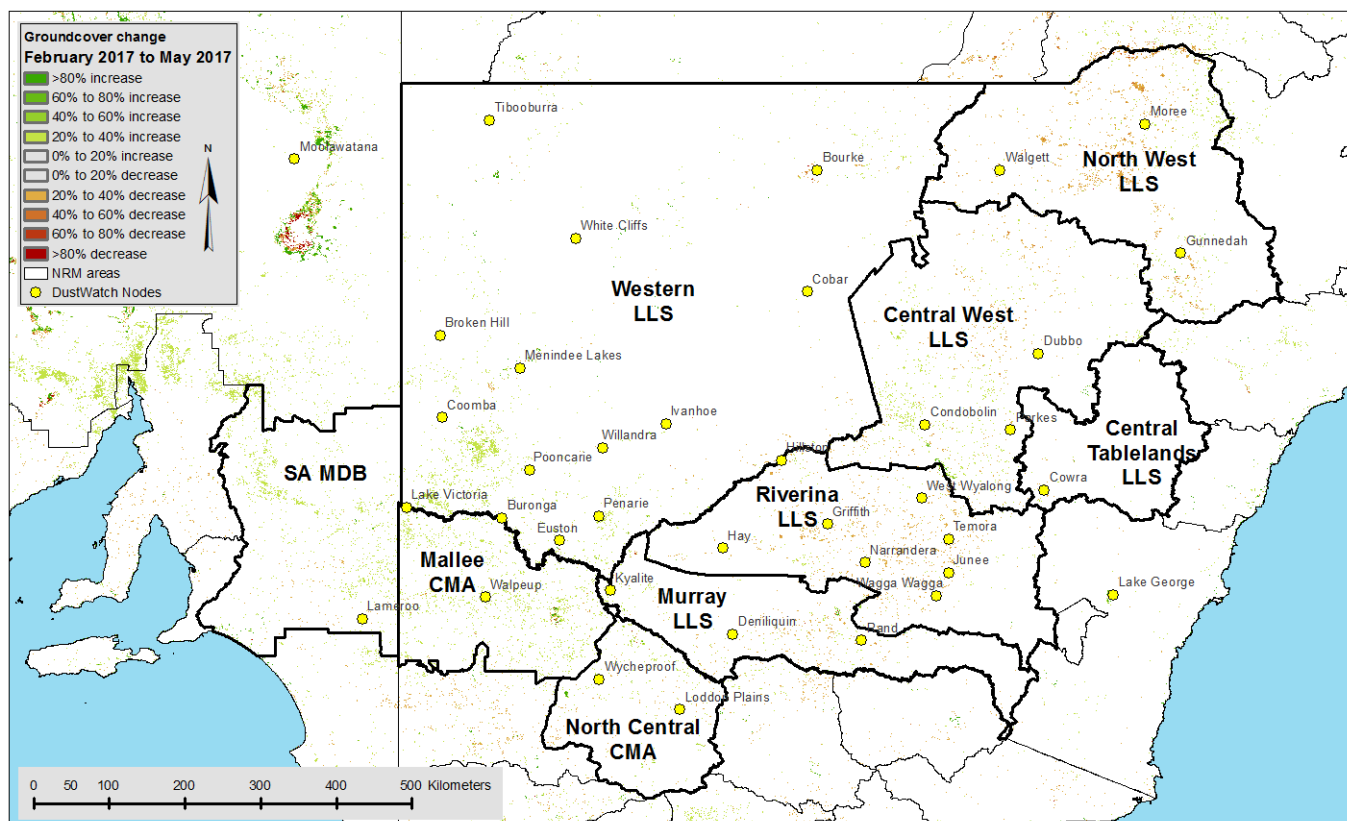 Groundcover change
February 2017 to May 2017
>80% increase
60% to 80% increase
40% to 60% increase
20% to 40% increase
0% to 20% increase
0% to 20% decrease
20% to 40% decrease
40% to 60% decrease
60% to 80% decrease
>80% decrease
NRM areas
DustWatch Nodes
N
Tibooburra
Moree
Moolawatana
Bourke
Walgett
North West
LLS
White Cliffs
Gunnedah
Western
LLS
Cobar
Central West
LLS
Broken Hill
Dubbo
Menindee Lakes
Coomba
Ivanhoe
Condobolin
Parkes
Central
Tablelands
LLS
Willandra
Hillston
Pooncarie
SA MDB
Cowra
Lake Victoria
Buronga
Penarie
Riverina
LLS
West Wyalong
Griffith
Euston
Temora
Hay
Mallee
CMA
Narrandera
Junee
Walpeup
Kyalite
Wagga Wagga
Murray
LLS
Lake George
Lameroo
Deniliquin
Rand
Wycheproof
Loddon Plains
North Central
CMA
0 50 100 200 300 400 500 Kilometers